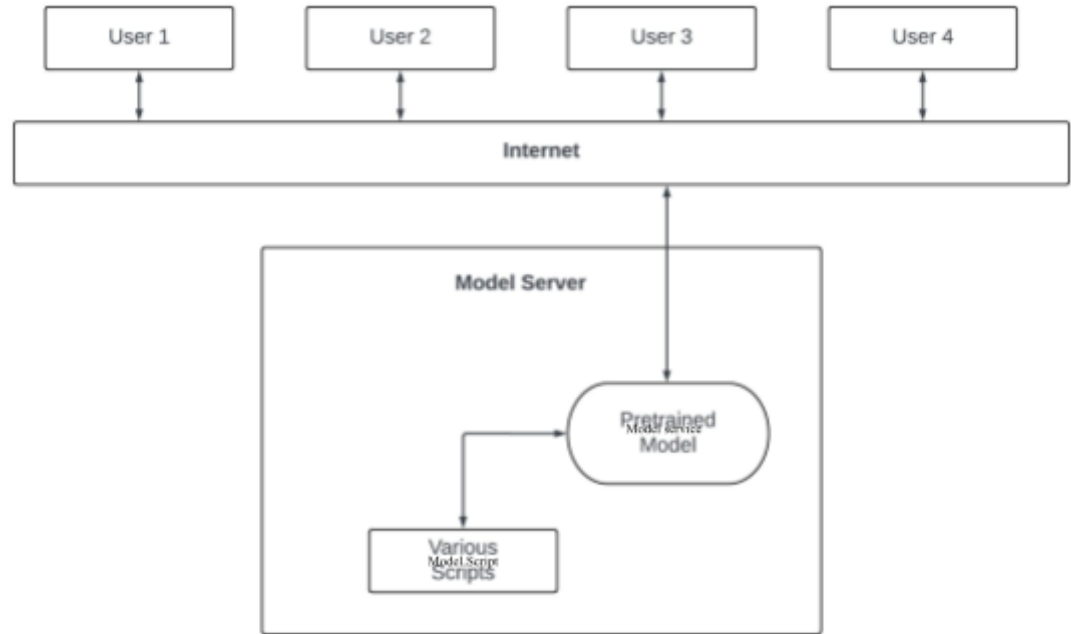 User 1
User 2
User 3
User 4
Internet
Model Server
Pretrained
Model service
Model
Various
Model Script
Scripts